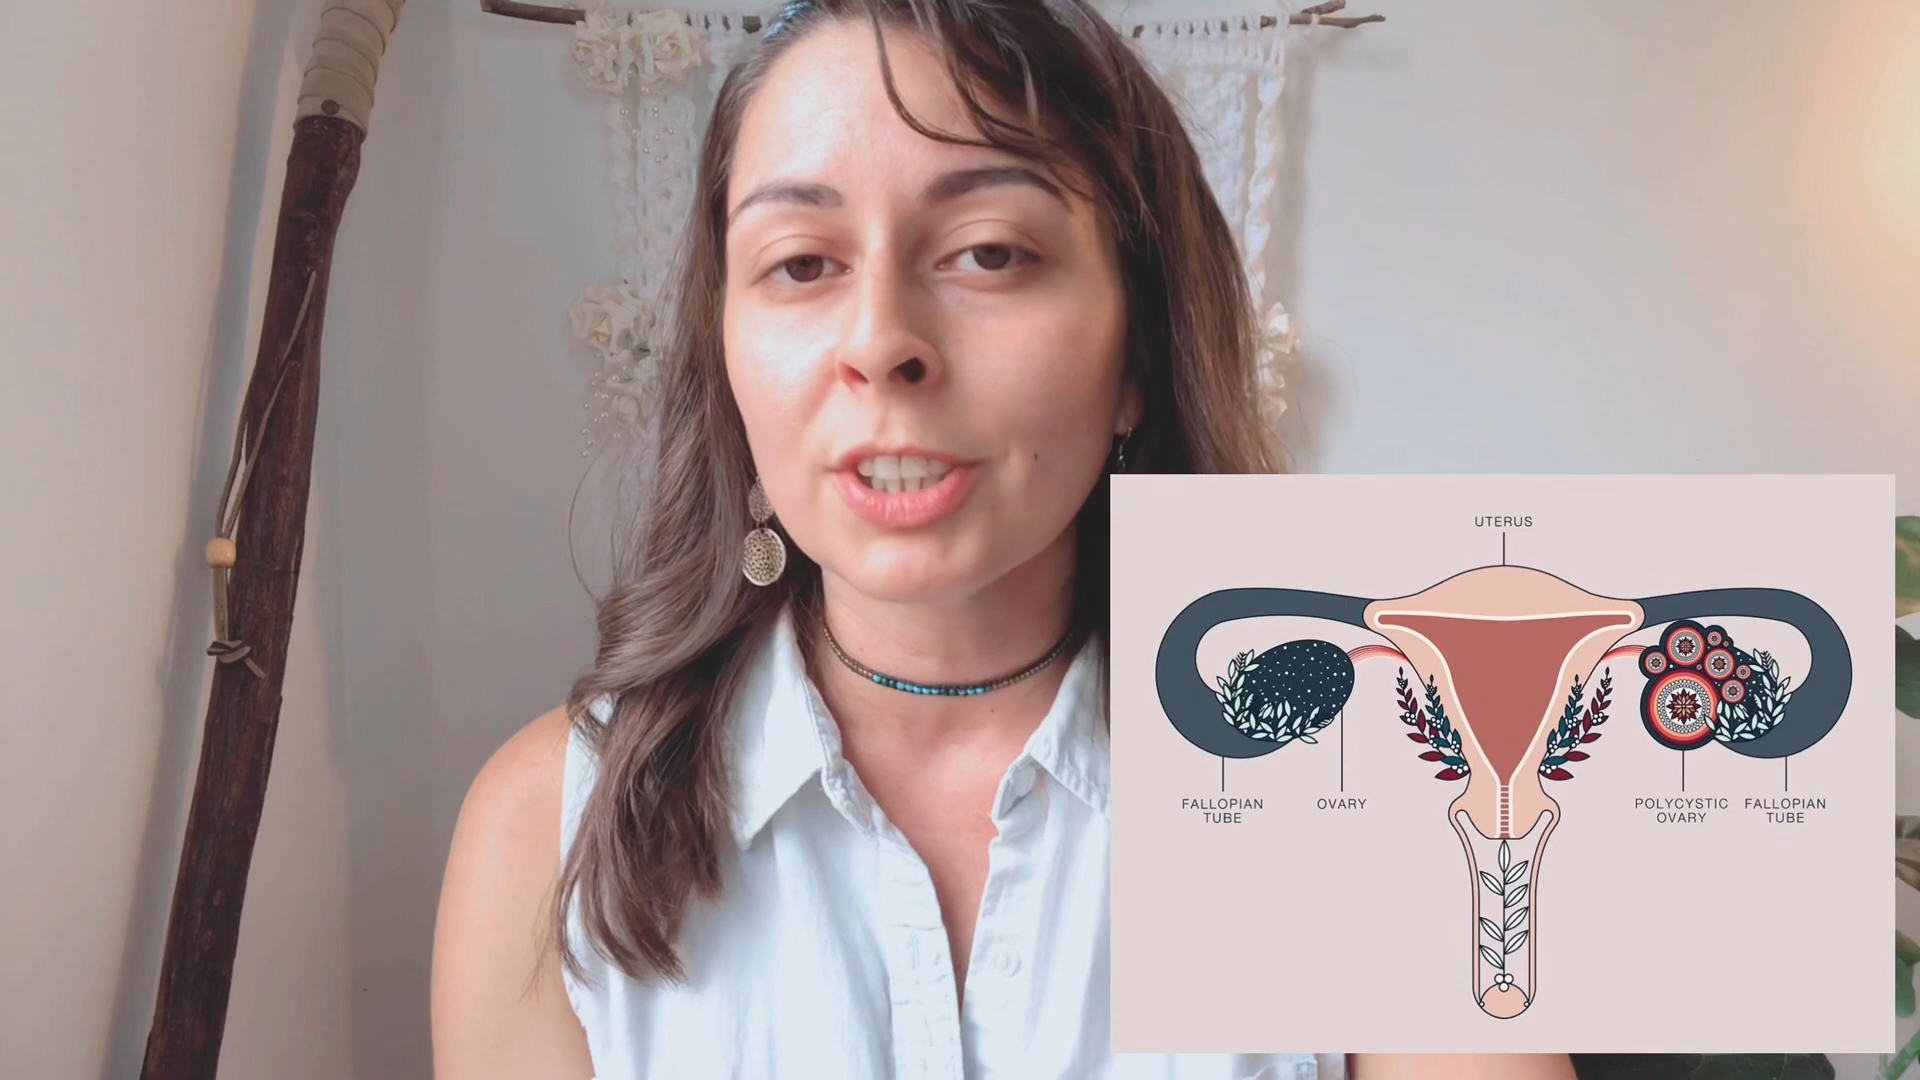 UTERUS
FALLOPIAN
TUBE
OVARY
POLYCYSTIC
OVARY
FALLOPIAN
TUBE